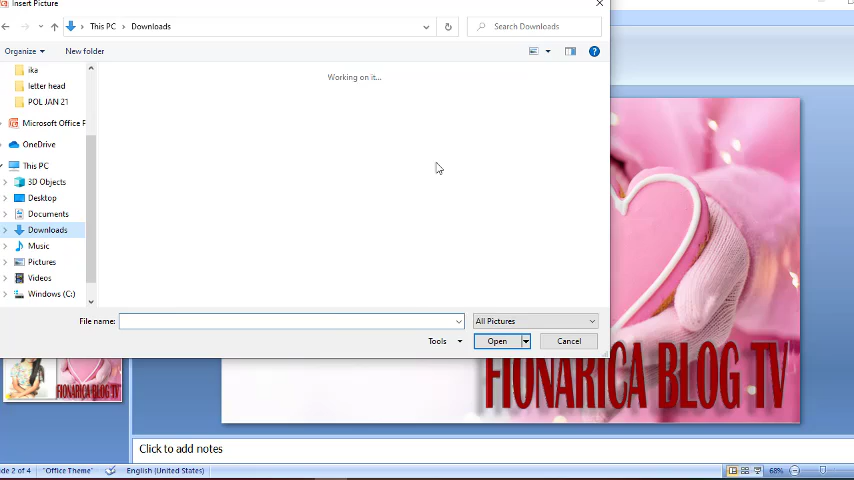 Insert Picture
This PC
Downloads
Search Downloads
Organize
New folder
ika
letter head
POL JAN 21
Microsoft Office P
OneDrive
This PC
3D Objects
Desktop
Documents
Downloads
Music
Pictures
Videos
Windows (C:)
Working on it...
File name:
All Pictures
Tools
Open
Cancel
FIONARICA BLOG TV
FIONARICA BLOG TV
Click to add notes
lide 2 of 4
"Office Theme"
English (United States)
68%